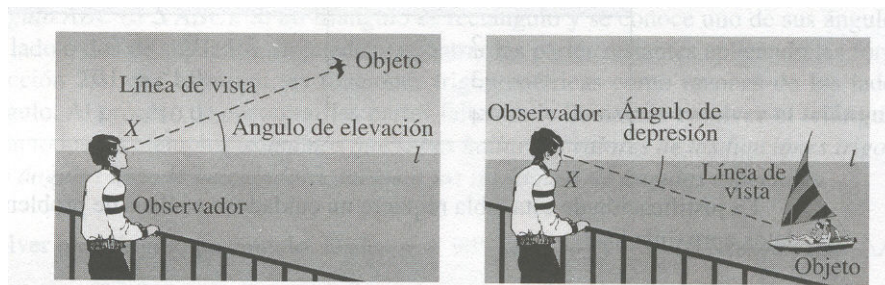 Objeto
Línea de vista
X
Ángulo de elevación
l
Observador
Observador
Ángulo de
depresión
l
X
Línea de
vista
Objeto